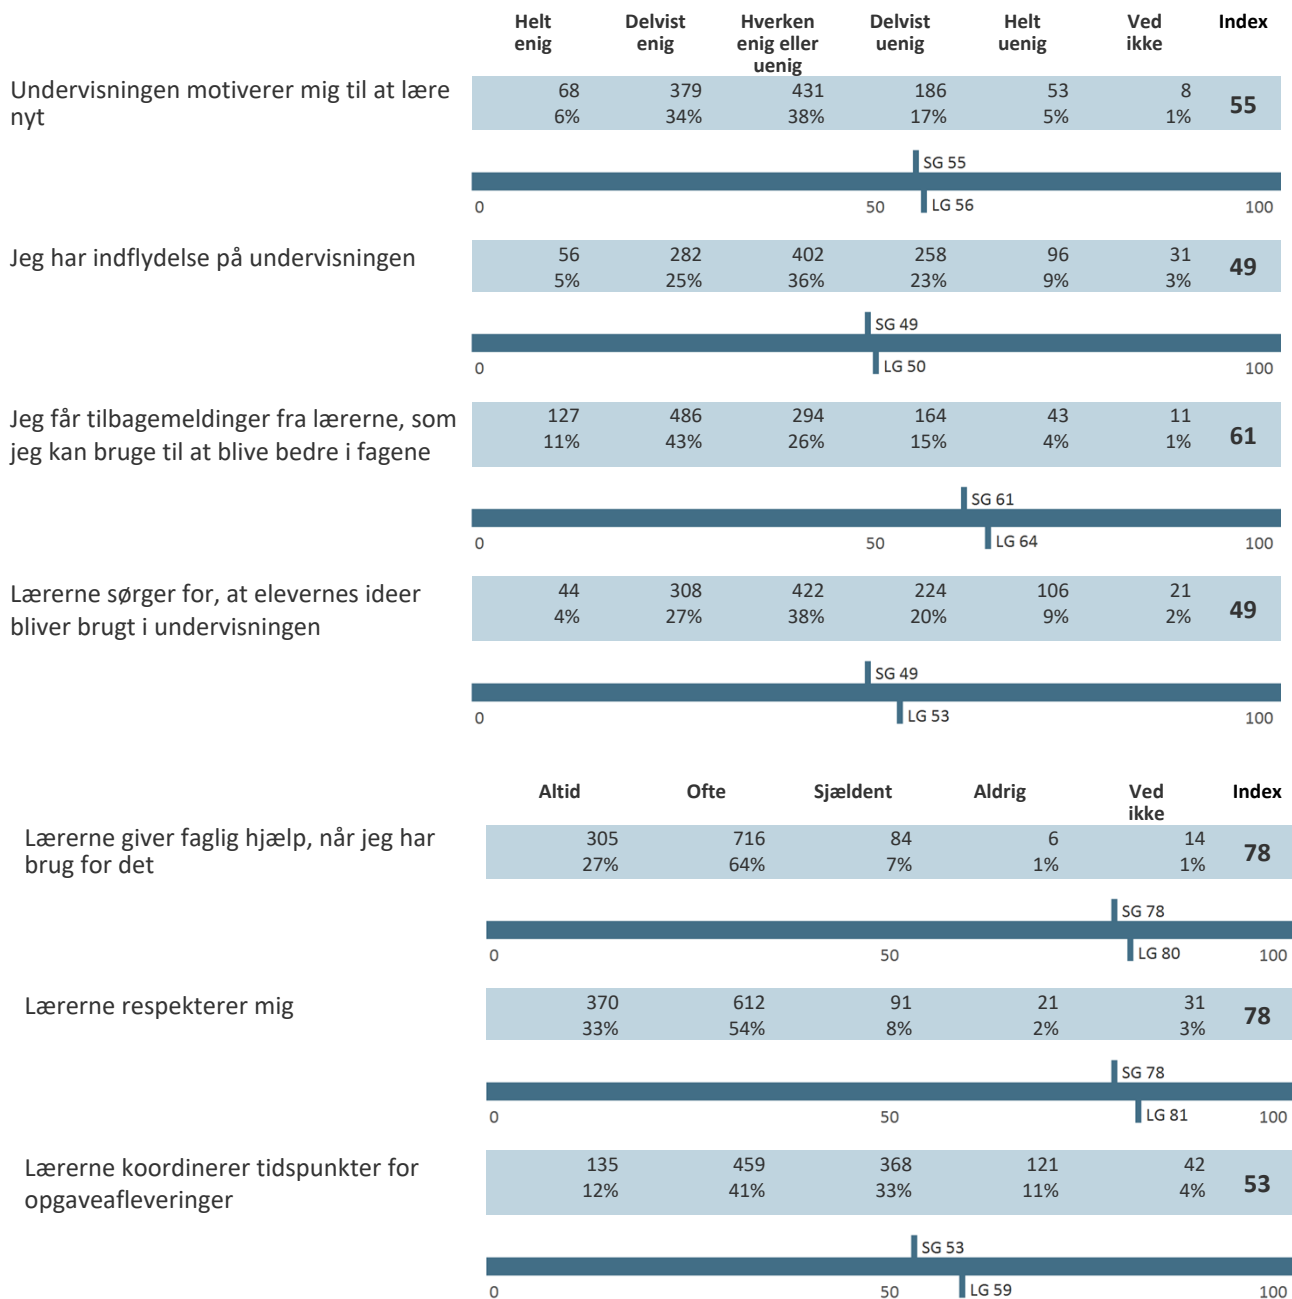 Helt enig Delvist enig Hverken enig eller uenig Delvist uenig Helt uenig Ved ikke Index
Undervisningen motiverer mig til at lære
nyt
68 379 431 186 53 8
6% 34% 38% 17% 5% 1%
55
SG 55
0 50 LG 56 100
Jeg har indflydelse på undervisningen
56 282 402 258 96 31
5% 25% 36% 23% 9% 3%
49
SG 49
0 LG 50 100
Jeg får tilbagemeldinger fra lærerne, som
jeg kan bruge til at blive bedre i fagene
127 486 294 164 43 11
11% 43% 26% 15% 4% 1%
61
SG 61
0 50 LG 64 100
Lærerne sørger for, at elevernes ideer
bliver brugt i undervisningen
44 308 422 224 106 21
4% 27% 38% 20% 9% 2%
49
SG 49
0 LG 53 100
Altid Ofte Sjældent Aldrig Ved ikke Index
Lærerne giver faglig hjælp, når jeg har
brug for det
305 716 84 6 14
27% 64% 7% 1% 1%
78
SG 78
0 50 LG 80 100
Lærerne respekterer mig
370 612 91 21 31
33% 54% 8% 2% 3%
78
SG 78
0 50 LG 81 100
Lærerne koordinerer tidspunkter for
opgaveafleveringer
135 459 368 121 42
12% 41% 33% 11% 4%
53
SG 53
0 50 LG 59 100